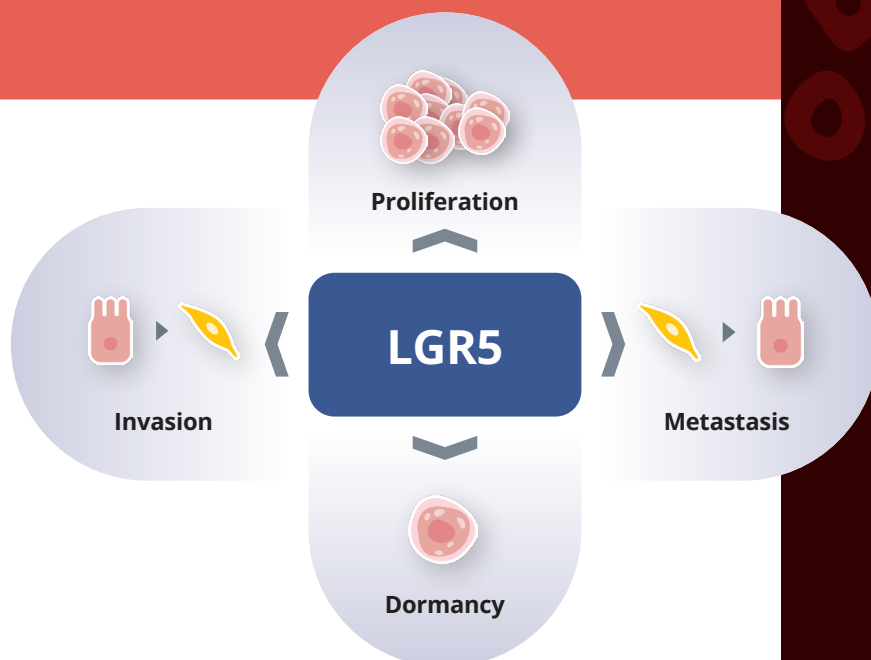 Proliferation
LGR5
Invasion
Metastasis
Dormancy